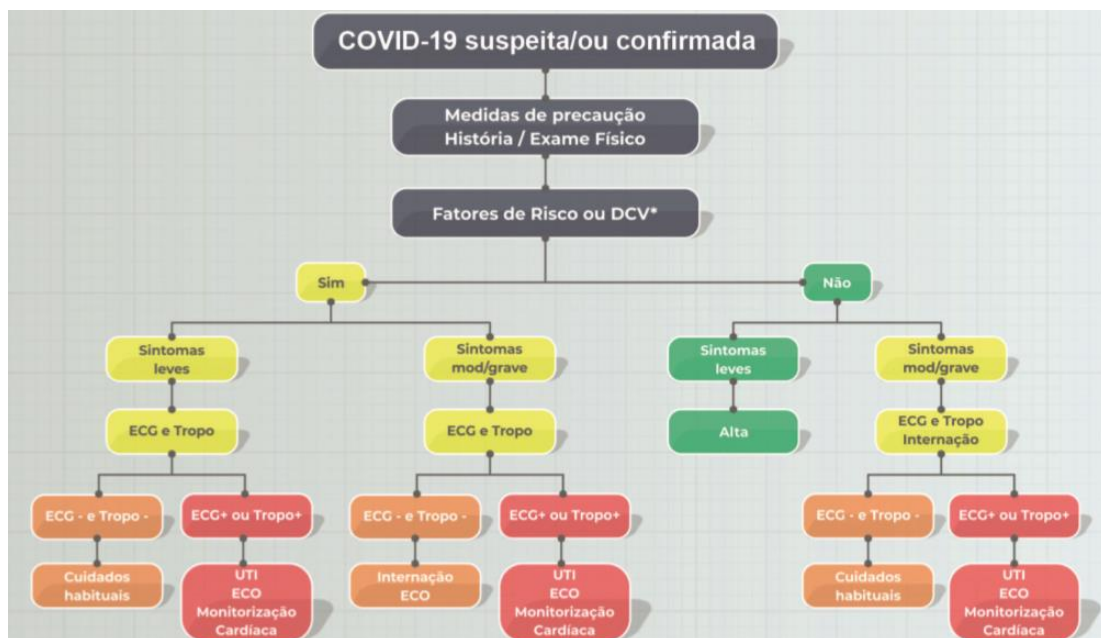 COVID-19 suspeita/ou confirmada
Medidas de precaução
História / Exame Físico
Fatores de Risco ou DCV*
Sim
Não
Sintomas
leves
Sintomas
mod/grave
Sintomas
leves
Sintomas
mod/grave
ECG e Tropo
ECG e Tropo
Alta
ECG e Tropo
Internação
ECG - e Tropo -
ECG+ ou Tropo+
ECG - e Tropo -
ECG+ ou Tropo+
ECG - e Tropo -
ECG+ ou Tropo+
Cuidados
habituais
UTI
ECO
Monitorização
Cardíaca
Internação
ECO
UTI
ECO
Monitorização
Cardíaca
Cuidados
habituais
UTI
ECO
Monitorização
Cardíaca